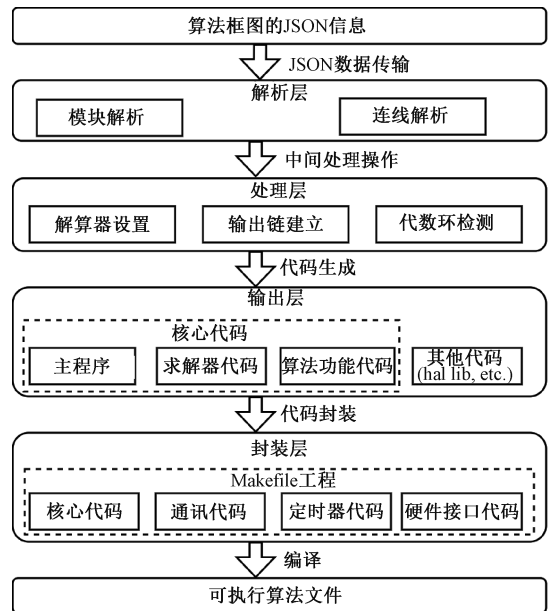 算法框图的JSON信息
JSON数据传输
解析层
模块解析
连线解析
中间处理操作
处理层
解算器设置
输出链建立
代数环检测
代码生成
输出层
核心代码
主程序
求解器代码
算法功能代码
其他代码
(hal lib, etc.)
代码封装
封装层
Makefile工程
核心代码
通讯代码
定时器代码
硬件接口代码
编译
可执行算法文件